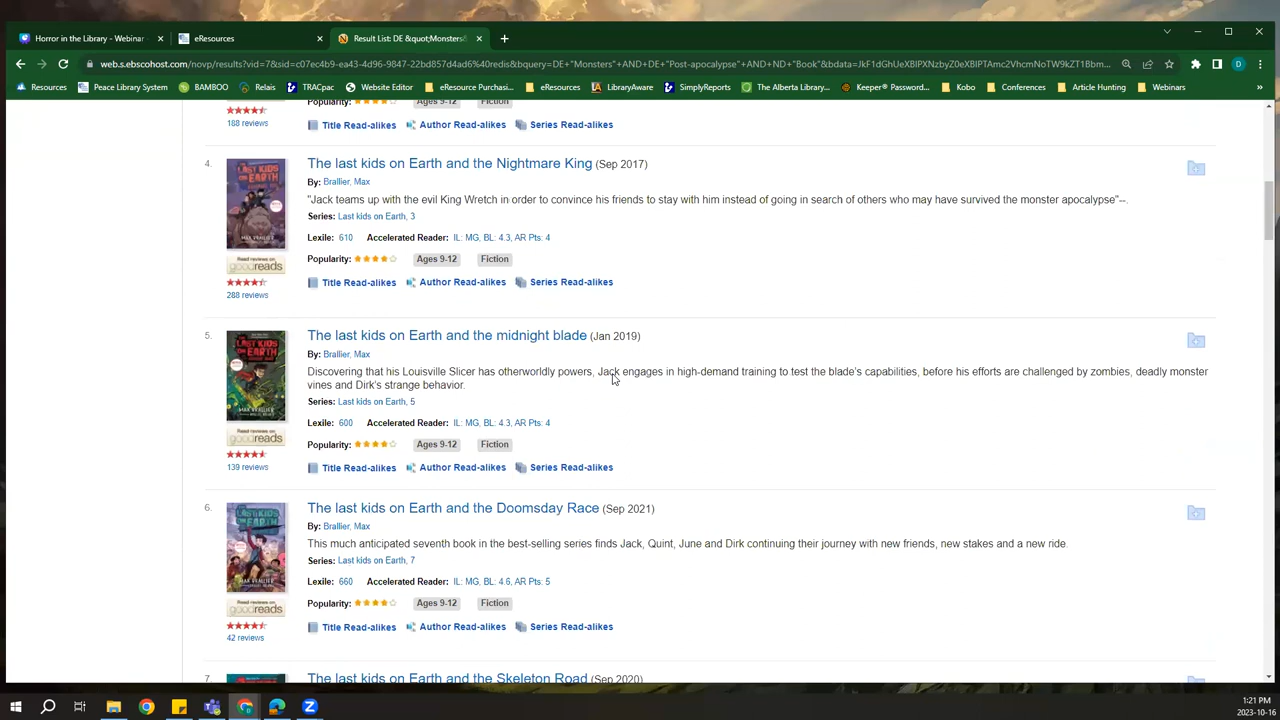 Horror in the Library - Webinar
eResources
Result List: DE &quot;Monsters&
web.s.ebscohost.com/novp/results?vid=7&sid=c07ec4b9-ea43-4d96-9847-22bd857d4ad6%40redis&bquery=DE+"Monsters"+AND+DE+"Post-apocalypse"+AND+ND+"Book"&bdata=JkF1dGhUeXBlPXNzbyZ0eXBlPTAmc2VhcmNoTW9kZT1Bbm...
Resources Peace Library System BAMBOO Relais TRACpac Website Editor eResource Purchasi... eResources LibraryAware SimplyReports The Alberta Library... Keeper® Password... Kobo Conferences Article Hunting Webinars »
Popularity: Ages 9-12 Fiction
188 reviews
Title Read-alikes Author Read-alikes Series Read-alikes
4. The last kids on Earth and the Nightmare King (Sep 2017)
By: Brallier, Max
"Jack teams up with the evil King Wretch in order to convince his friends to stay with him instead of going in search of others who may have survived the monster apocalypse"--.
Series: Last kids on Earth, 3
Lexile: 610 Accelerated Reader: IL: MG, BL: 4.3, AR Pts: 4
Popularity: Ages 9-12 Fiction
Read reviews on
goodreads
288 reviews
Title Read-alikes Author Read-alikes Series Read-alikes
5. The last kids on Earth and the midnight blade (Jan 2019)
By: Brallier, Max
Discovering that his Louisville Slicer has otherworldly powers, Jack engages in high-demand training to test the blade's capabilities, before his efforts are challenged by zombies, deadly monster
vines and Dirk's strange behavior.
Series: Last kids on Earth, 5
Lexile: 600 Accelerated Reader: IL: MG, BL: 4.3, AR Pts: 4
Popularity: Ages 9-12 Fiction
Read reviews on
goodreads
139 reviews
Title Read-alikes Author Read-alikes Series Read-alikes
6. The last kids on Earth and the Doomsday Race (Sep 2021)
By: Brallier, Max
This much anticipated seventh book in the best-selling series finds Jack, Quint, June and Dirk continuing their journey with new friends, new stakes and a new ride.
Series: Last kids on Earth, 7
Lexile: 660 Accelerated Reader: IL: MG, BL: 4.6, AR Pts: 5
Popularity: Ages 9-12 Fiction
Read reviews on
goodreads
42 reviews
Title Read-alikes Author Read-alikes Series Read-alikes
7. The last kids on Earth and the Skeleton Road (Sep 2020)
1:21 PM
2023-10-16